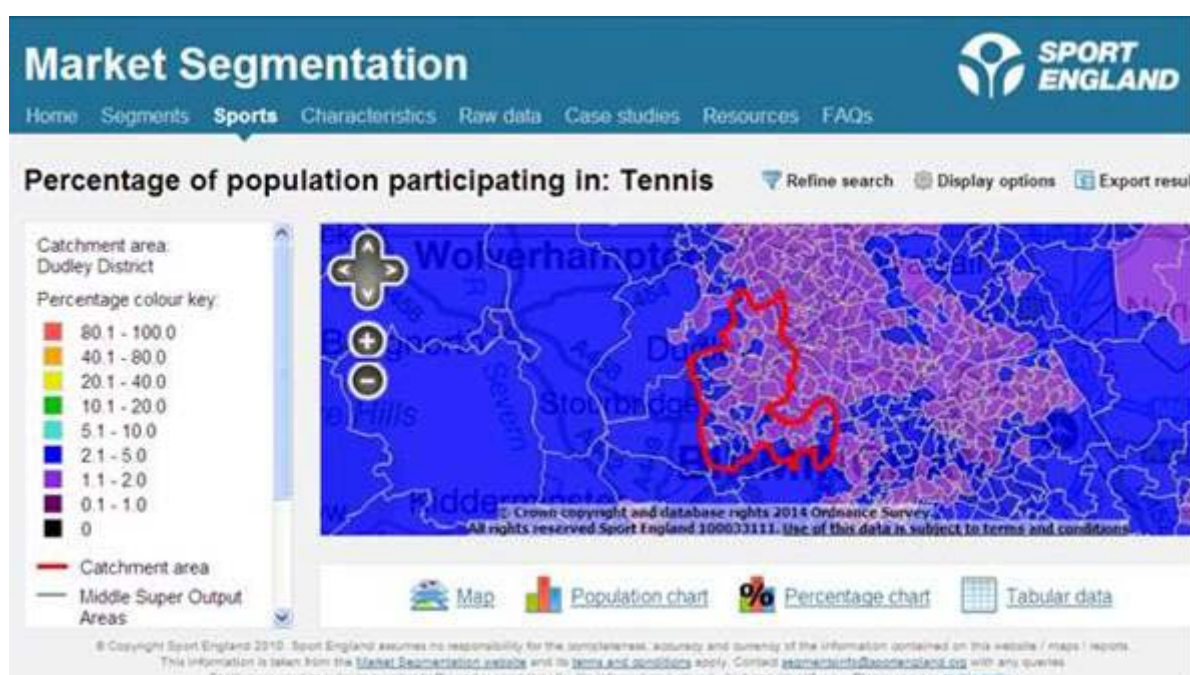 Market Segmentation
SPORT
ENGLAND
Home Segments Sports Characteristics Raw data Case studies Resources FAQs
Percentage of population participating in: Tennis
Refine search Display options Export resul
Catchment area:
Dudley District
Percentage colour key:
80.1 - 100.0
40.1 - 80.0
20.1 - 40.0
10.1 - 20.0
5.1 - 10.0
2.1 - 5.0
1.1 - 2.0
0.1 - 1.0
0
Catchment area
Middle Super Output
Areas
Wolverhampto
Severn
Stourbridge
Kidderminster
© Crown copyright and database rights 2014 Ordnance Survey.
All rights reserved Sport England 100033111. Use of this data is subject to terms and conditions
Map Population chart % Percentage chart Tabular data
© Copyright Sport England 2010. Sport England assumes no responsibility for the completeness, accuracy and currency of the information contained on this website / maps / reports.
This information is taken from the Market Segmentation website and its terms and conditions apply. Contact segments@sportengland.org with any queries